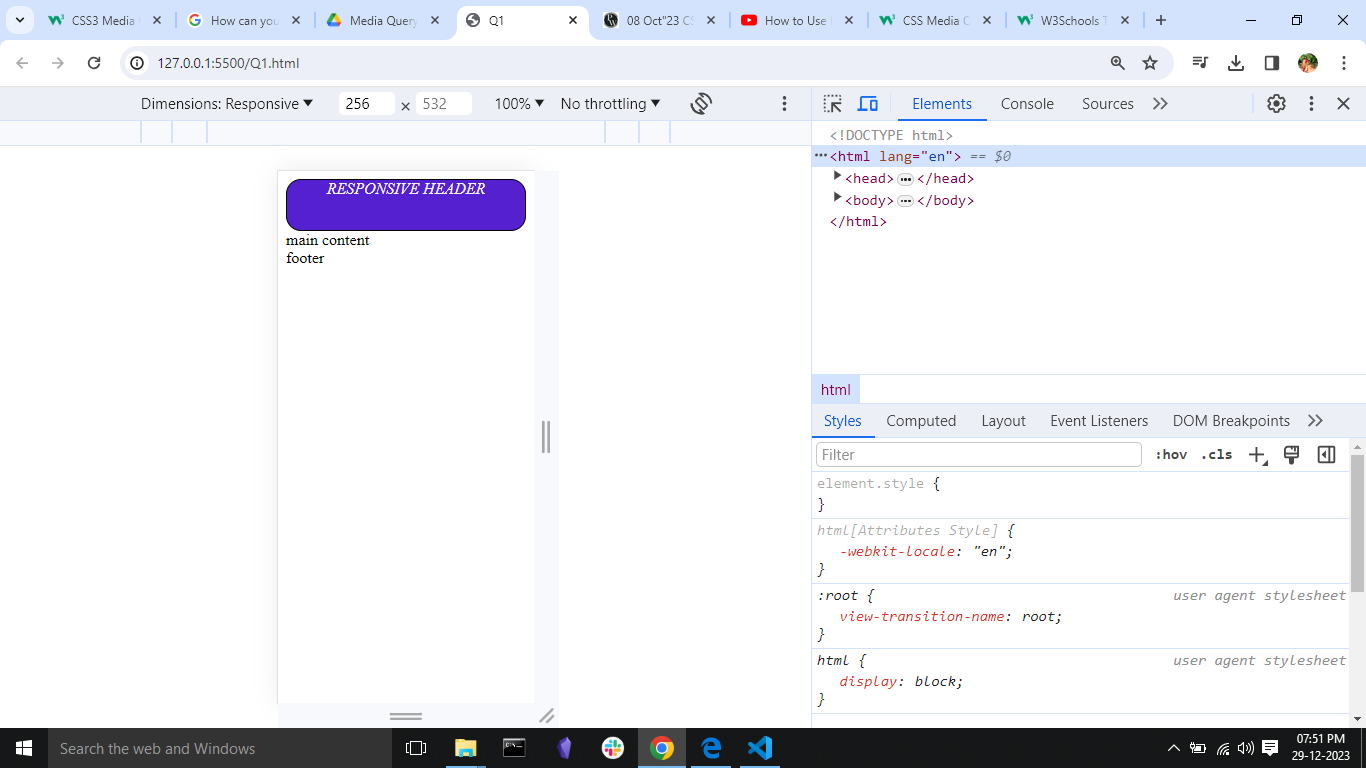 CSS3 Media
How can you
Media Query
Q1
08 Oct"23 CS
How to Use
CSS Media Q
W3Schools T
127.0.0.1:5500/Q1.html
Dimensions: Responsive 256 × 532 100% No throttling
Elements Console Sources
<!DOCTYPE html>
<html lang="en"> == $0
<head> ••• </head>
<body> ••• </body>
</html>
RESPONSIVE HEADER
main content
footer
html
Styles Computed Layout Event Listeners DOM Breakpoints
Filter :hov .cls
element.style {
}
html[Attributes Style] {
-webkit-locale: "en";
}
:root { user agent stylesheet
view-transition-name: root;
}
html { user agent stylesheet
display: block;
}
Search the web and Windows
07:51 PM
29-12-2023